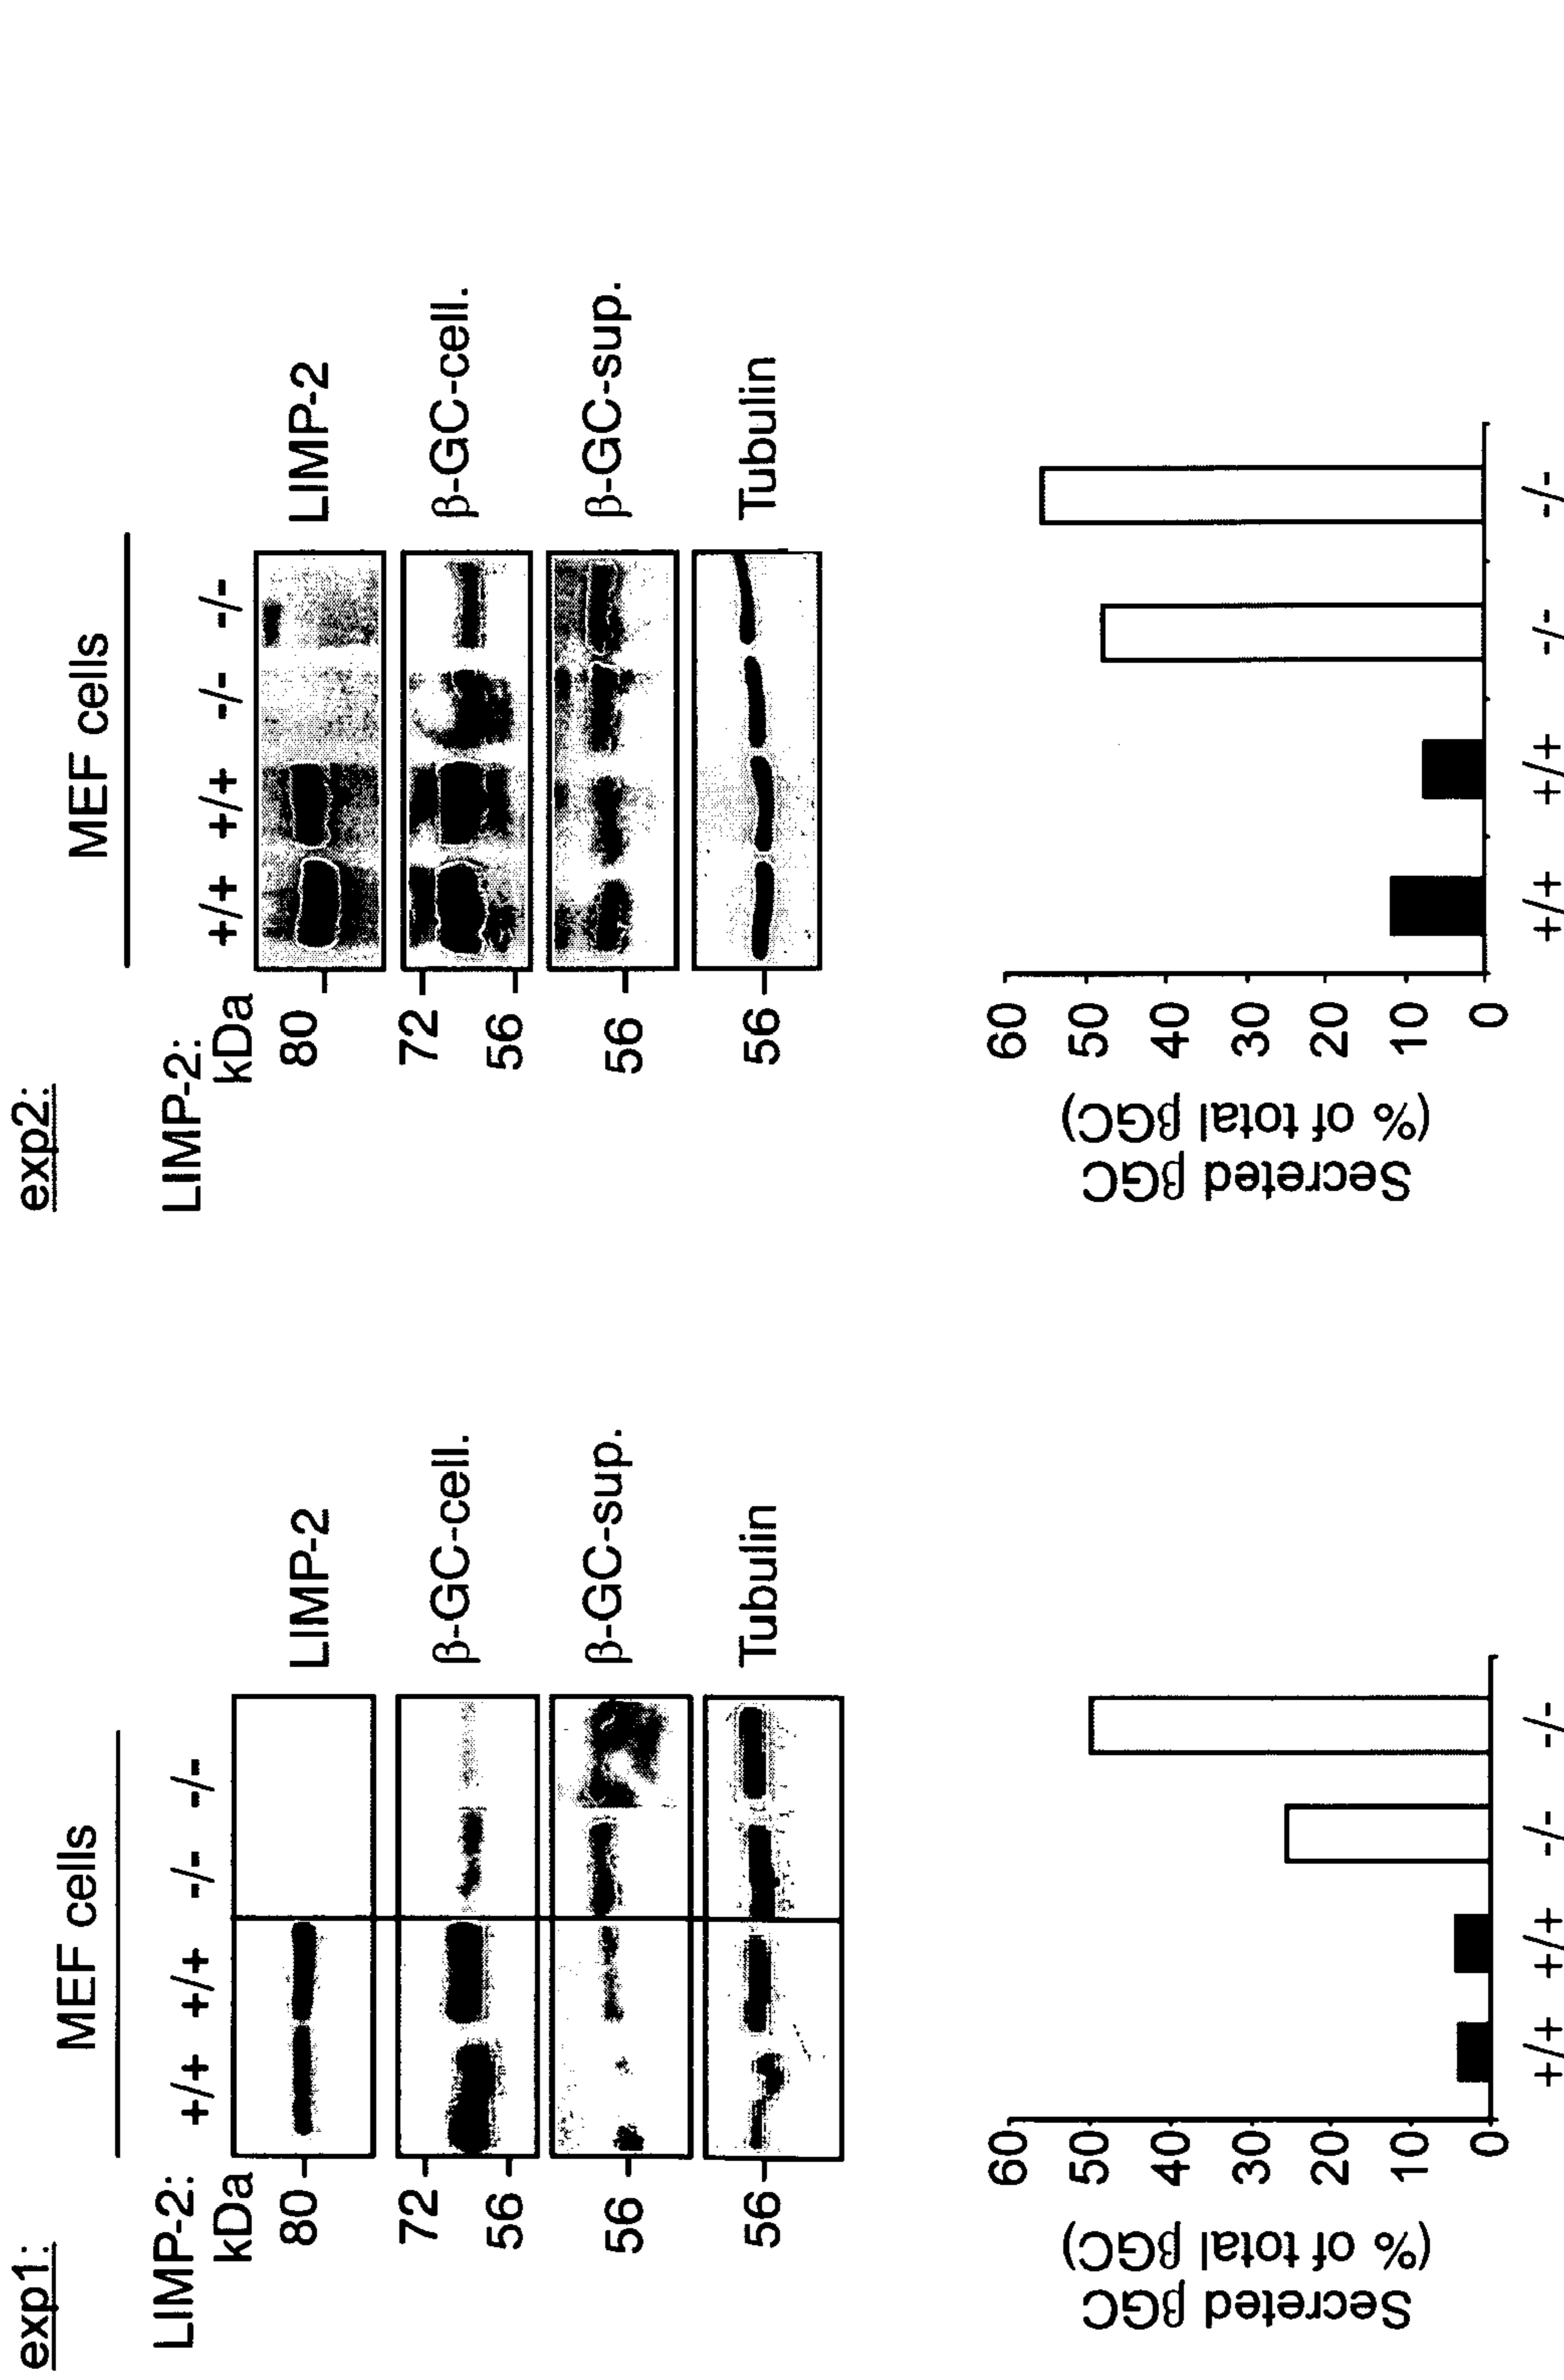 exp1:
MEF cells
LIMP-2: +/+ +/+ -/- -/-
kDa
80 LIMP-2
72
56 β-GC-cell.
56 β-GC-sup.
56 Tubulin
Secreted βGC
(% of total βGC)
60
50
40
30
20
10
0
+/+ +/+ -/- -/-
exp2:
MEF cells
LIMP-2: +/+ +/+ -/- -/-
kDa
80 LIMP-2
72
56 β-GC-cell.
56 β-GC-sup.
56 Tubulin
Secreted βGC
(% of total βGC)
60
50
40
30
20
10
0
+/+ +/+ -/- -/-